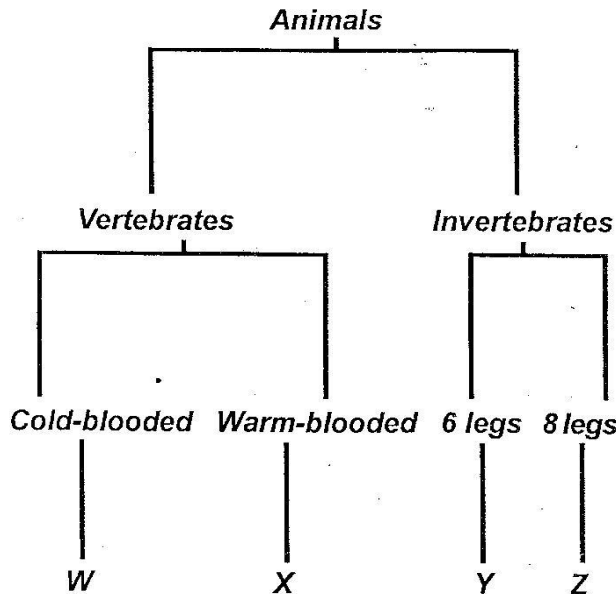 Animals
Vertebrates Invertebrates
Cold-blooded Warm-blooded 6 legs 8 legs
W X Y Z